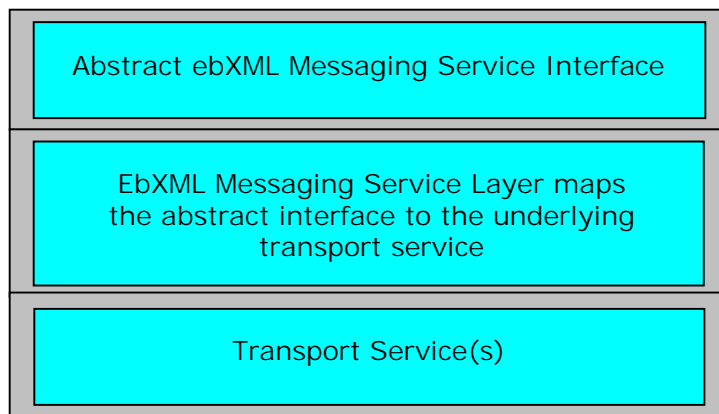 Abstract ebXML Messaging Service Interface
EbXML Messaging Service Layer maps
the abstract interface to the underlying
transport service
Transport Service(s)